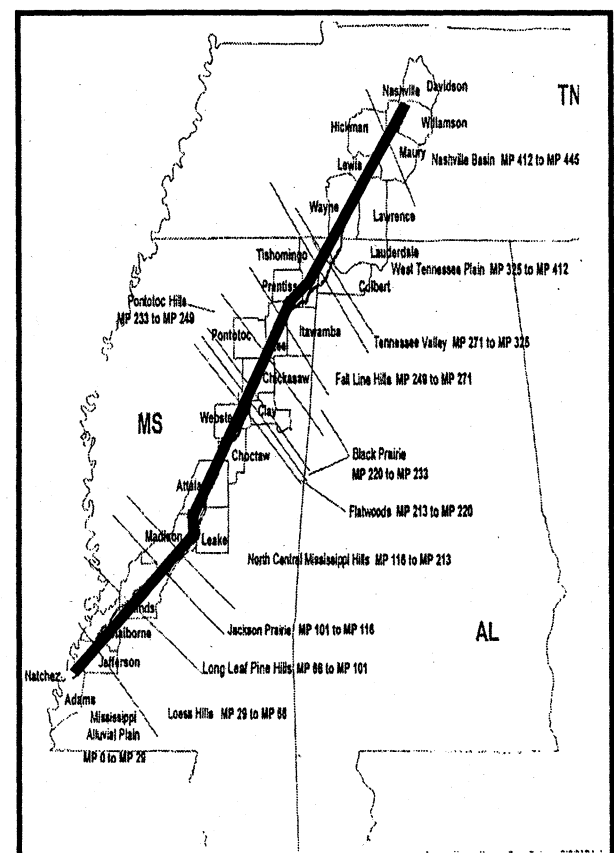 Davidson
Nashville
TN
Williamson
Hickman
Maury
Nashville Basin MP 412 to MP 445
Lewis
Wayne
Lawrence
Tishomingo
Lauderdale
West Tennessee Plain MP 325 to MP 412
Prentiss
Colbert
Pontotoc Hills
MP 233 to MP 249
Itawamba
Pontotoc
Lee
Tennessee Valley MP 271 to MP 325
Chickasaw
Fall Line Hills MP 249 to MP 271
MS
Webster
Clay
Choctaw
Black Prairie
MP 220 to MP 233
Attala
Flatwoods MP 213 to MP 220
Madison
Leake
North Central Mississippi Hills MP 116 to MP 213
Hinds
Jackson Prairie MP 101 to MP 116
AL
Claiborne
Jefferson
Long Leaf Pine Hills MP 66 to MP 101
Natchez
Adams
Loess Hills MP 29 to MP 66
Mississippi
Alluvial Plain
MP 0 to MP 29